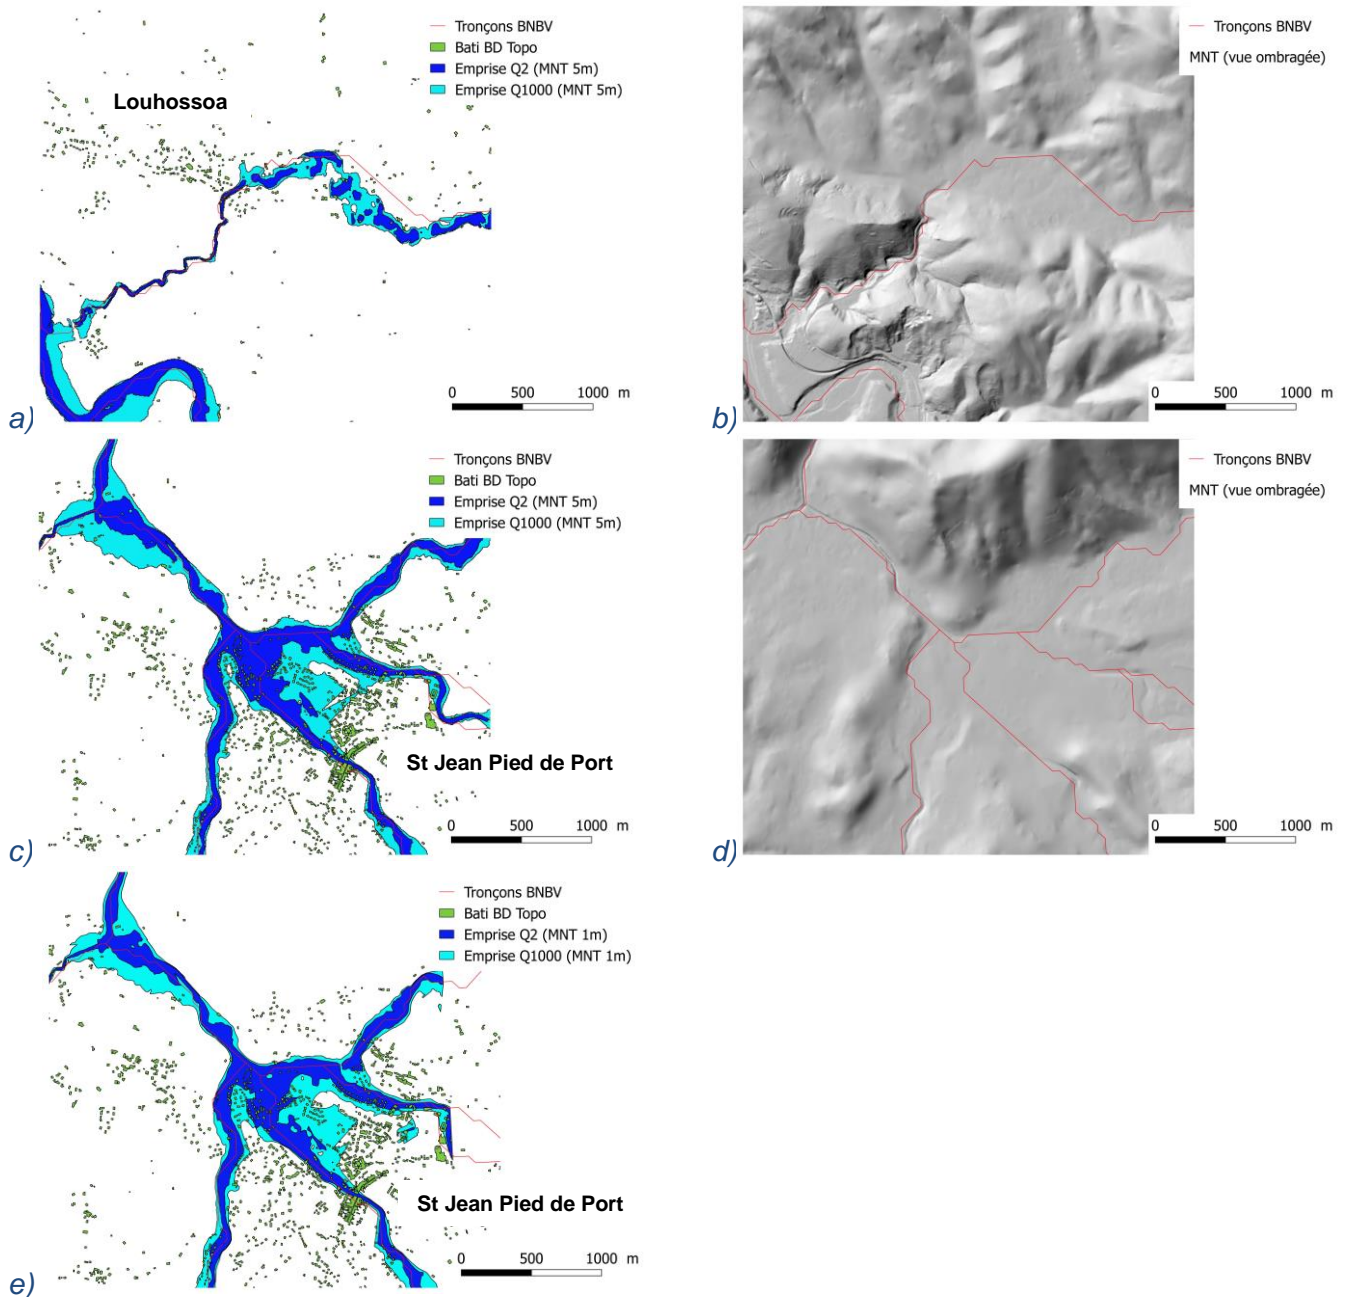 Tronçons BNBV
Bati BD Topo
Emprise Q2 (MNT 5m)
Emprise Q1000 (MNT 5m)
Louhossoa
0 500 1000 m
a)
Tronçons BNBV
MNT (vue ombragée)
0 500 1000 m
b)
Tronçons BNBV
Bati BD Topo
Emprise Q2 (MNT 5m)
Emprise Q1000 (MNT 5m)
St Jean Pied de Port
0 500 1000 m
c)
Tronçons BNBV
MNT (vue ombragée)
0 500 1000 m
d)
Tronçons BNBV
Bati BD Topo
Emprise Q2 (MNT 1m)
Emprise Q1000 (MNT 1m)
St Jean Pied de Port
0 500 1000 m
e)